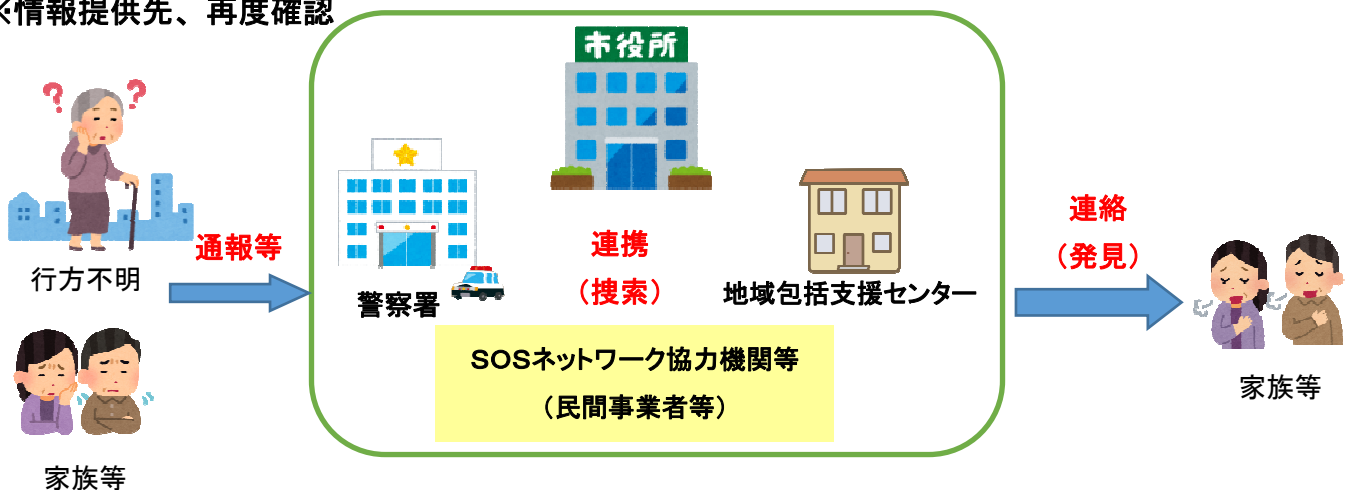 ※情報提供先、再度確認
市役所
行方不明
通報等
警察署
連携
（捜索）
地域包括支援センター
SOSネットワーク協力機関等
（民間事業者等）
連絡
（発見）
家族等
家族等